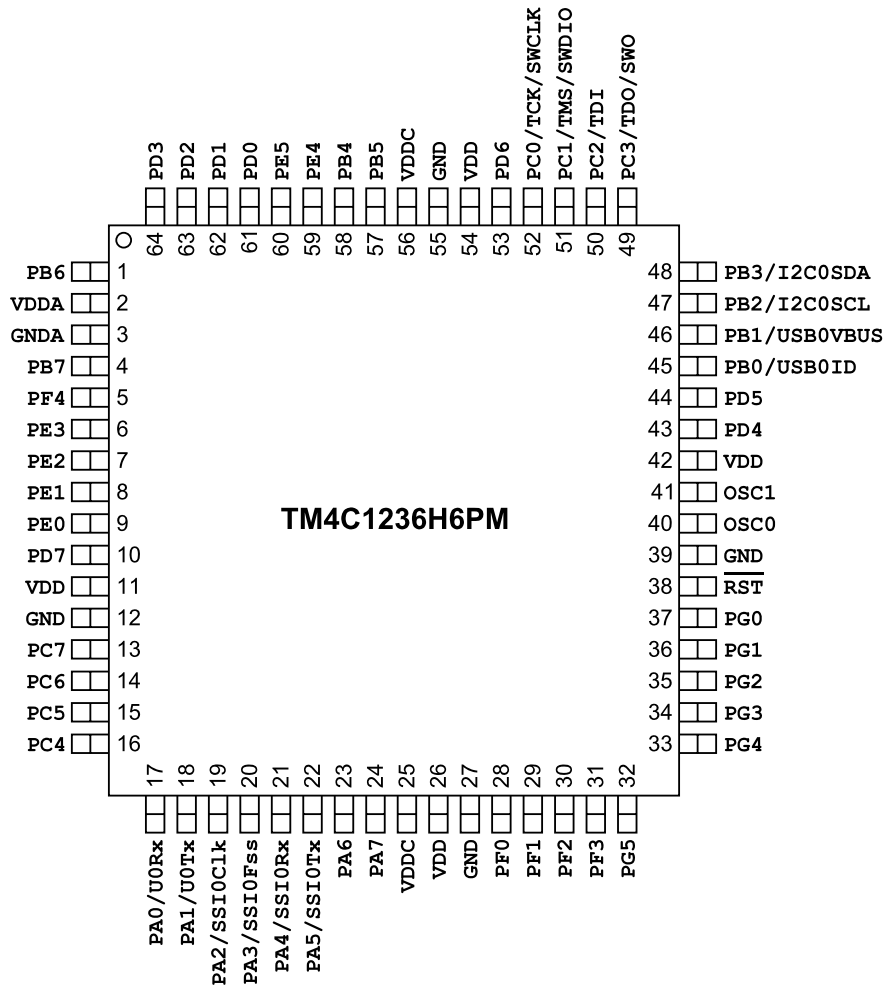 PD3 PD2 PD1 PD0 PE5 PE4 PB4 PB5 VDDC GND VDD PD6 PC0/TCK/SWCLK PC1/TMS/SWDIO PC2/TDI PC3/TDO/SWO
64 63 62 61 60 59 58 57 56 55 54 53 52 51 50 49
PB6 1 48 PB3/I2C0SDA
VDDA 2 47 PB2/I2C0SCL
GNDA 3 46 PB1/USB0VBUS
PB7 4 45 PB0/USB0ID
PF4 5 44 PD5
PE3 6 43 PD4
PE2 7 42 VDD
PE1 8 41 OSC1
PE0 9 40 OSC0
TM4C1236H6PM
PD7 10 39 GND
VDD 11 38 RST
GND 12 37 PG0
PC7 13 36 PG1
PC6 14 35 PG2
PC5 15 34 PG3
PC4 16 33 PG4
17 18 19 20 21 22 23 24 25 26 27 28 29 30 31 32
PA0/U0Rx PA1/U0Tx PA2/SSI0Clk PA3/SSI0Fss PA4/SSI0Rx PA5/SSI0Tx PA6 PA7 VDDC VDD GND PF0 PF1 PF2 PF3 PG5